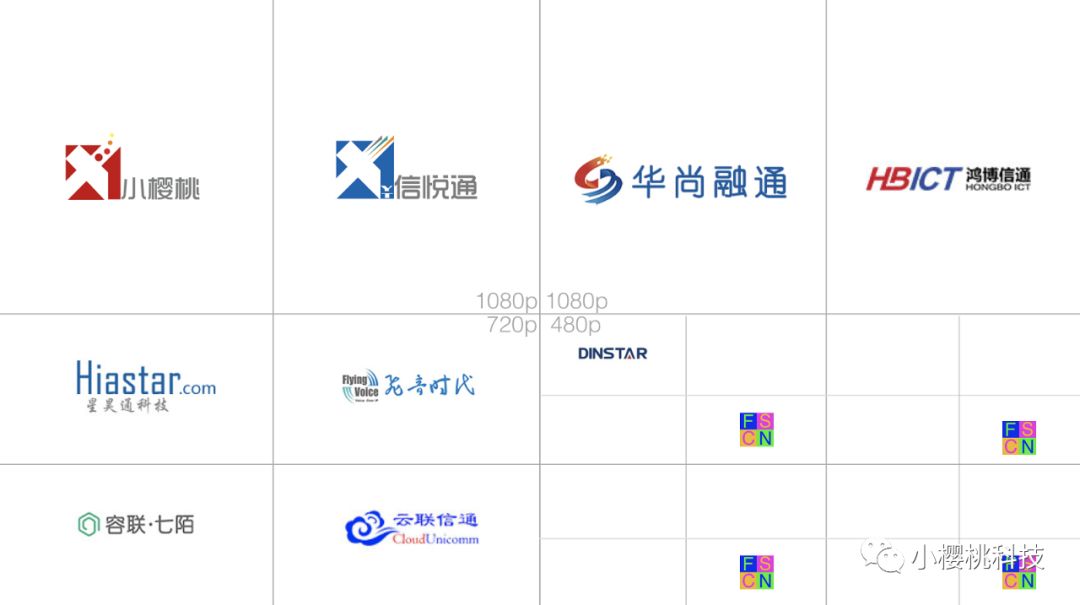 小樱桃
信悦通
华尚融通
HBICT 鸿博信通
HONGBO ICT
1080p 1080p
720p 480p
Hiastar.com
星昊通科技
Flying Voice 飞音时代
DINSTAR
FS
CN
FS
CN
容联·七陌
云联信通
CloudUnicomm
FS
CN
FS
CN
小樱桃科技